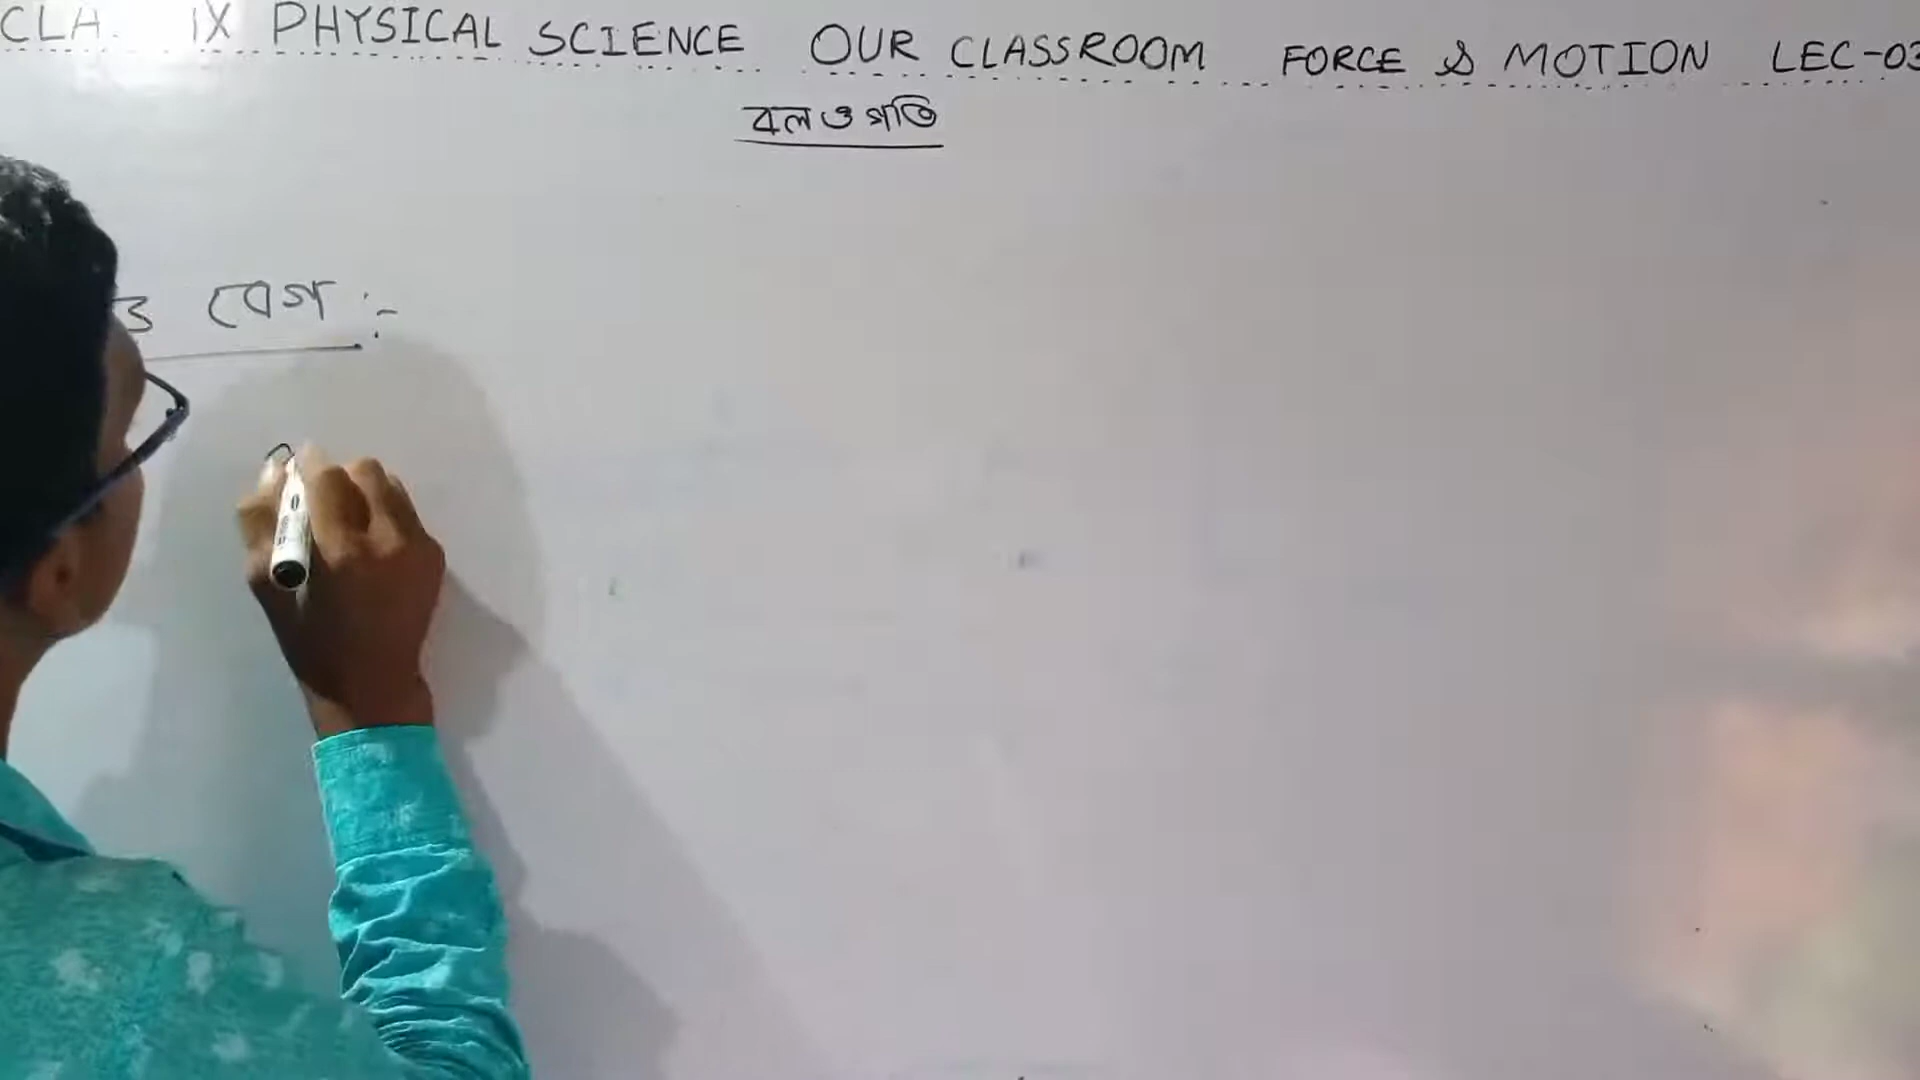 CLA IX PHYSICAL SCIENCE OUR CLASSROOM FORCE & MOTION LEC-03
বল ও গতি
ও বেগ :-